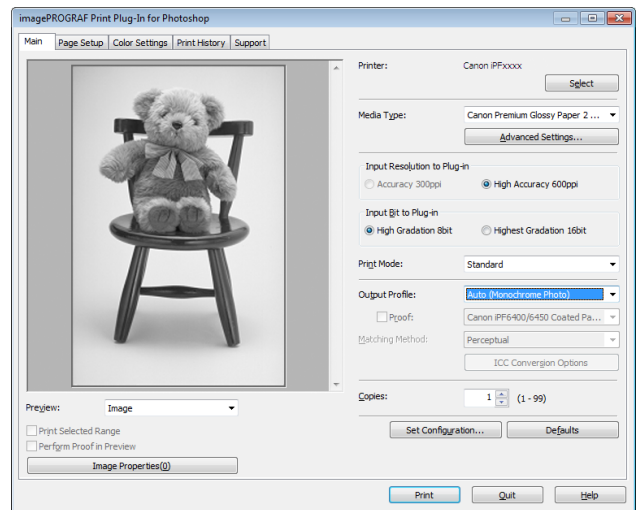 imagePROGRAF Print Plug-In for Photoshop
Main Page Setup Color Settings Print History Support
Printer: Canon iPFxxxx
Select
Media Type: Canon Premium Glossy Paper 2 ...
Advanced Settings...
Input Resolution to Plug-in
Accuracy 300ppi High Accuracy 600ppi
Input Bit to Plug-in
High Gradation 8bit Highest Gradation 16bit
Print Mode: Standard
Output Profile: Auto (Monochrome Photo)
Proof: Canon iPF6400/6450 Coated Pa...
Matching Method: Perceptual
ICC Conversion Options
Copies: 1 (1 - 99)
Preview: Image
Set Configuration... Defaults
Print Selected Range
Perform Proof in Preview
Image Properties(0)
Print Quit Help